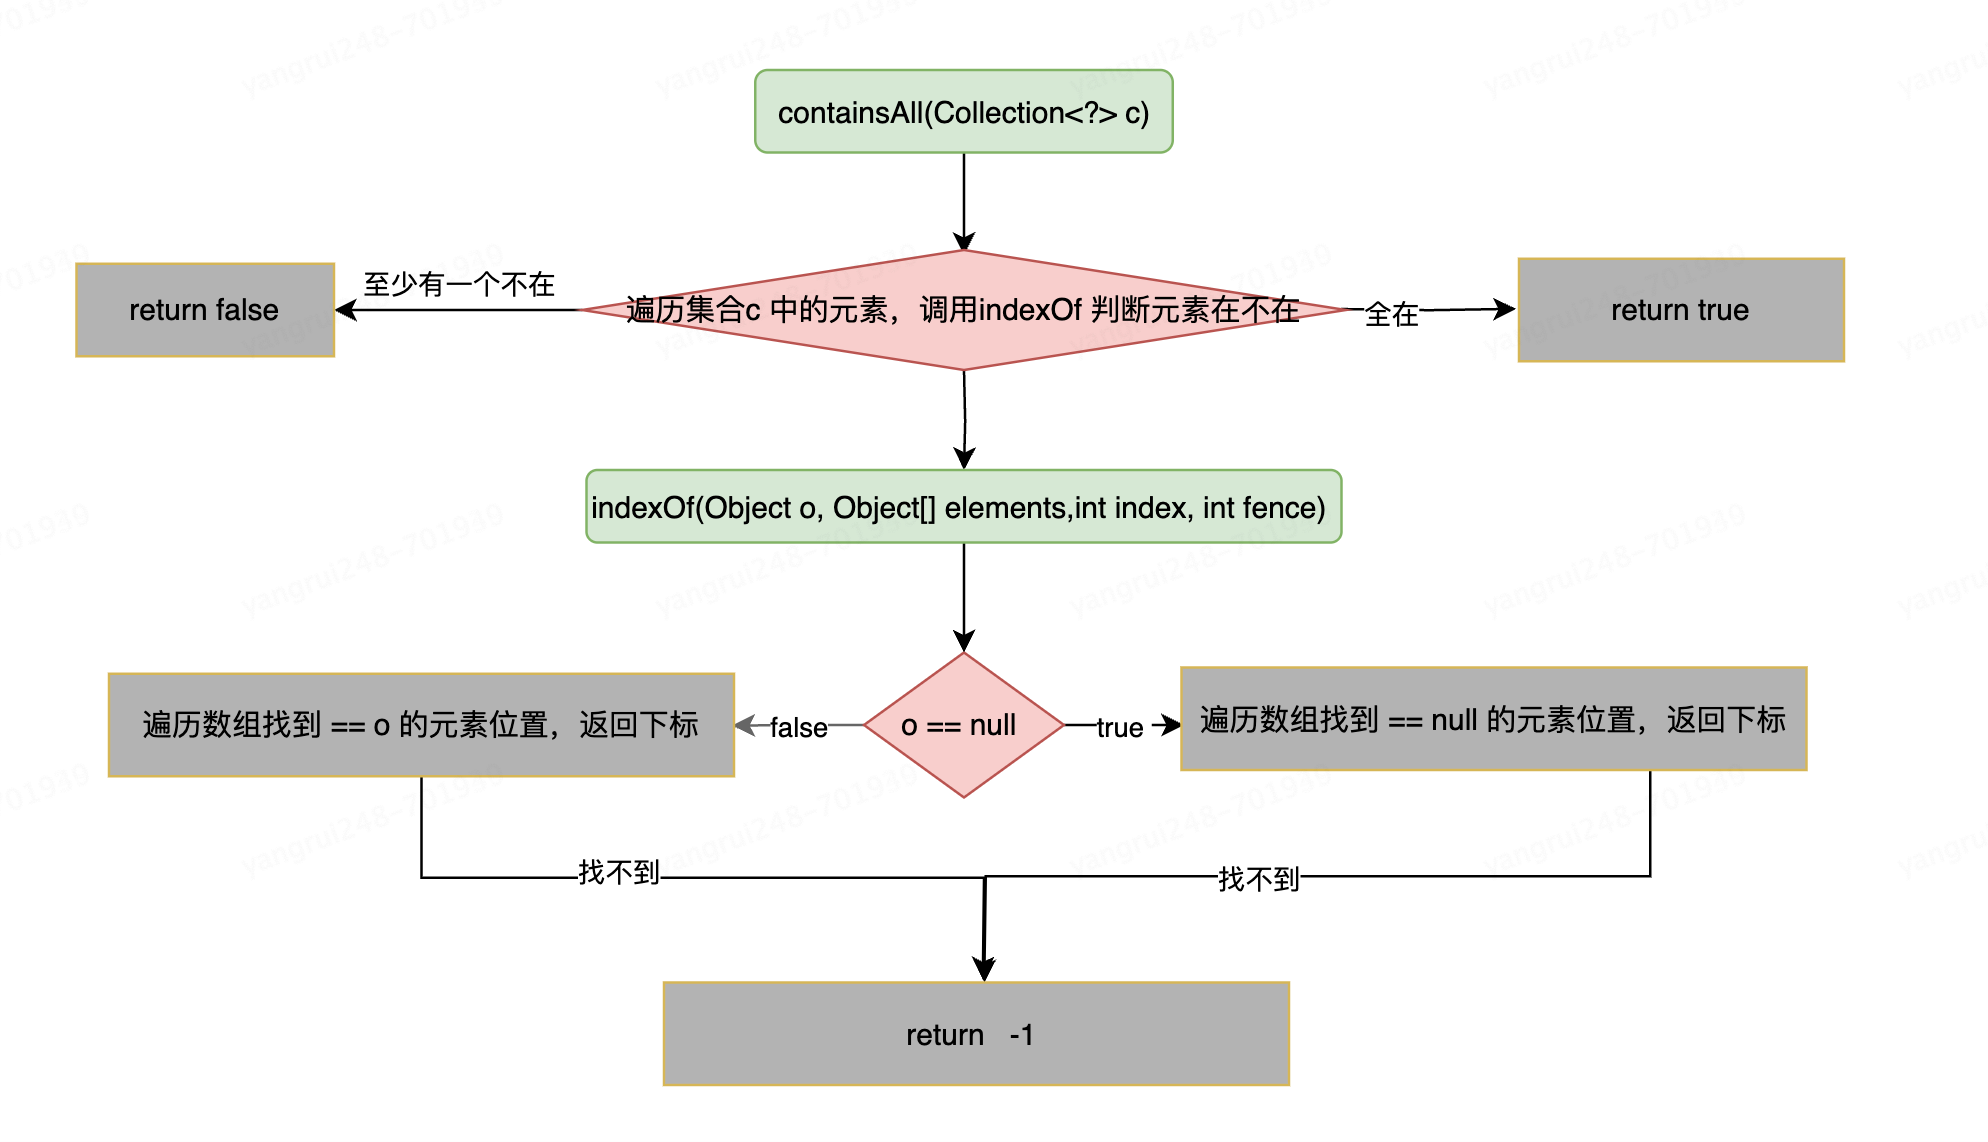 containsAll(Collection<?> c)
至少有一个不在
return false
遍历集合c 中的元素，调用indexOf 判断元素在不在
全在
return true
indexOf(Object o, Object[] elements,int index, int fence)
遍历数组找到 == o 的元素位置，返回下标
false
o == null
true
遍历数组找到 == null 的元素位置，返回下标
找不到
找不到
return -1